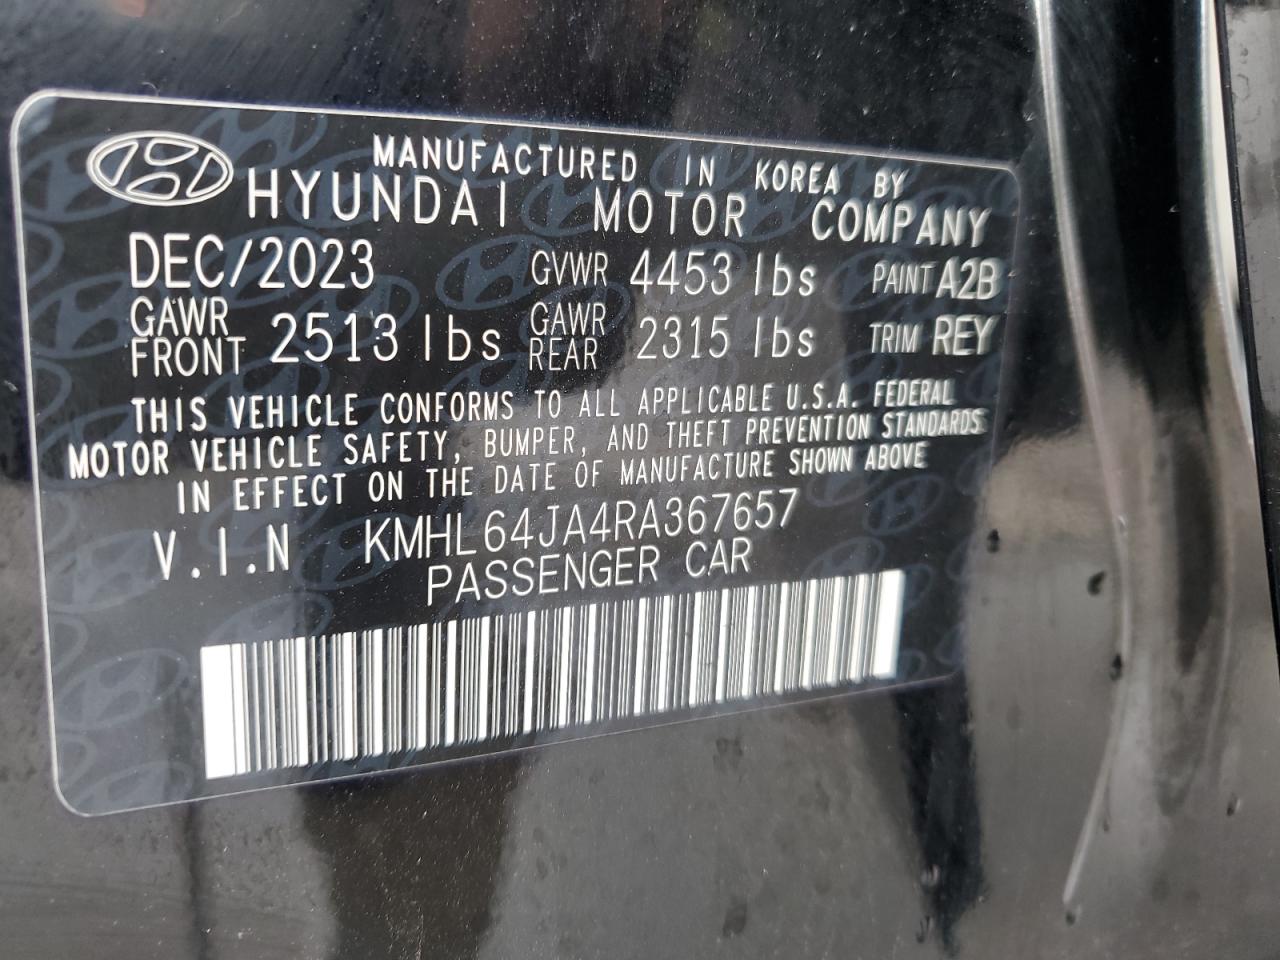 MANUFACTURED IN KOREA BY
HYUNDAI MOTOR COMPANY
DEC/2023 GVWR 4453 lbs PAINT A2B
GAWR FRONT 2513 lbs GAWR REAR 2315 lbs TRIM REY
THIS VEHICLE CONFORMS TO ALL APPLICABLE U.S.A. FEDERAL
MOTOR VEHICLE SAFETY, BUMPER, AND THEFT PREVENTION STANDARDS
IN EFFECT ON THE DATE OF MANUFACTURE SHOWN ABOVE
V.I.N KMHL64JA4RA367657
PASSENGER CAR